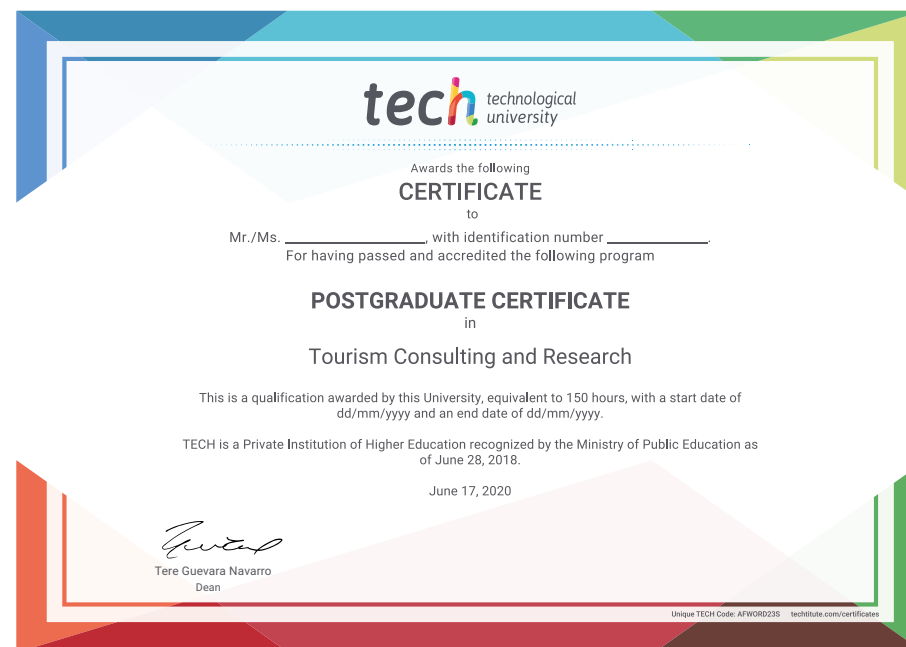 tech technological
university
Awards the following
CERTIFICATE
to
Mr./Ms. ____________________, with identification number ______________.
For having passed and accredited the following program
POSTGRADUATE CERTIFICATE
in
Tourism Consulting and Research
This is a qualification awarded by this University, equivalent to 150 hours, with a start date of
dd/mm/yyyy and an end date of dd/mm/yyyy.
TECH is a Private Institution of Higher Education recognized by the Ministry of Public Education as
of June 28, 2018.
June 17, 2020
Tere Guevara Navarro
Dean
Unique TECH Code: AFWORD23S techtitute.com/certificates